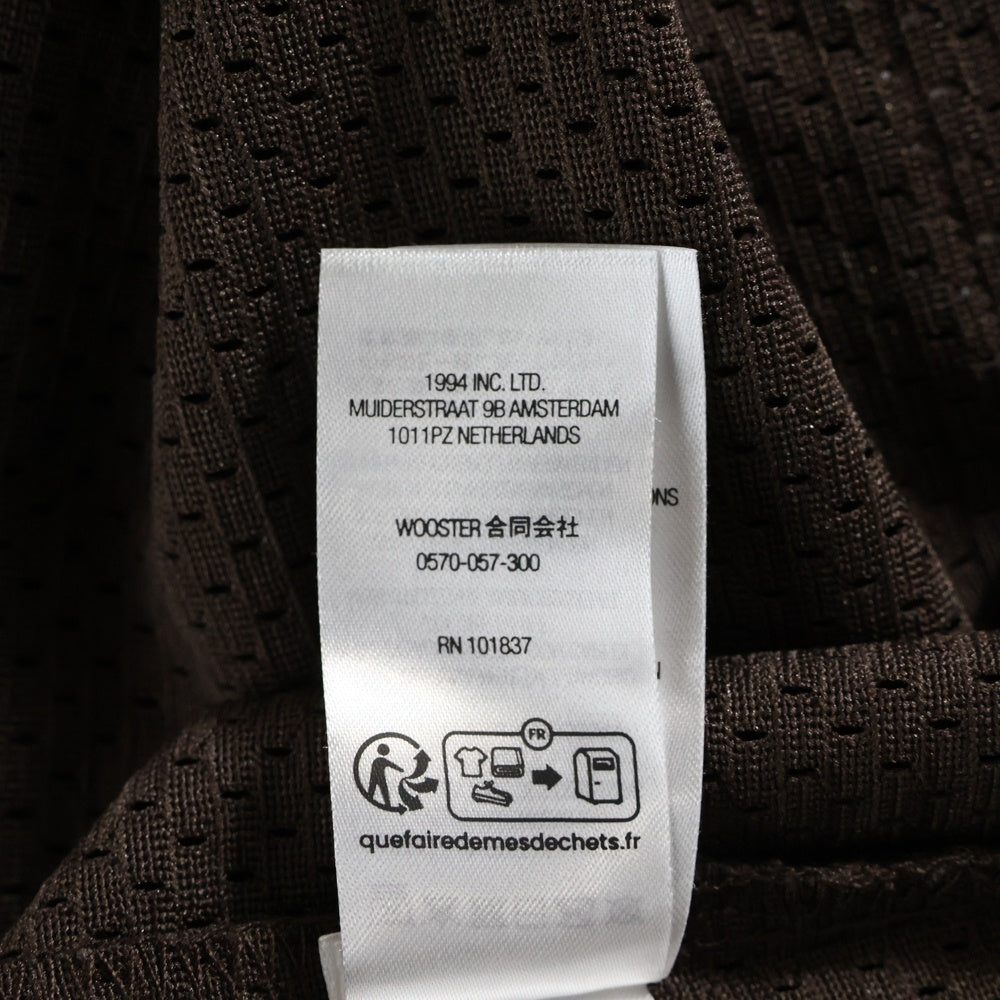 1994 INC. LTD.
MUIDERSTRAAT 9B AMSTERDAM
1011PZ NETHERLANDS
WOOSTER 合同会社
0570-057-300
RN 101837
FR
quefairedemesdechets.fr